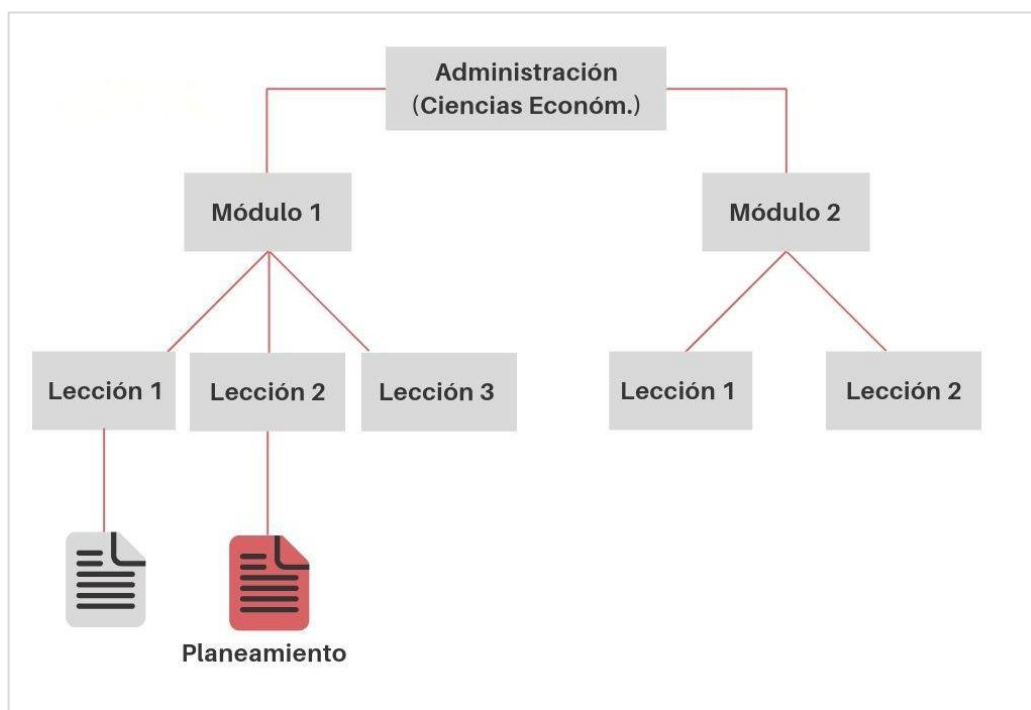 Administración
(Ciencias Económ.)
Módulo 1
Módulo 2
Lección 1
Lección 2
Lección 3
Lección 1
Lección 2
Planeamiento